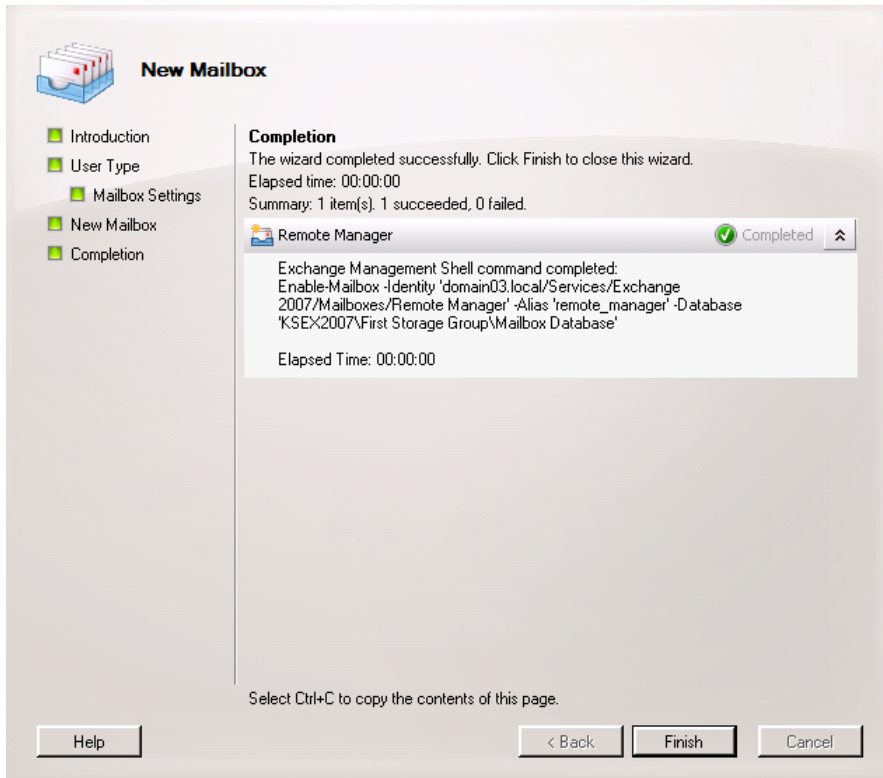 New Mailbox
Introduction
User Type
Mailbox Settings
New Mailbox
Completion
Completion
The wizard completed successfully. Click Finish to close this wizard.
Elapsed time: 00:00:00
Summary: 1 item(s). 1 succeeded, 0 failed.
Remote Manager
Completed
Exchange Management Shell command completed:
Enable-Mailbox -Identity 'domain03.local/Services/Exchange
2007/Mailboxes/Remote Manager' -Alias 'remote_manager' -Database
'KSEX2007\First Storage Group\Mailbox Database'
Elapsed Time: 00:00:00
Select Ctrl+C to copy the contents of this page.
Help
< Back
Finish
Cancel